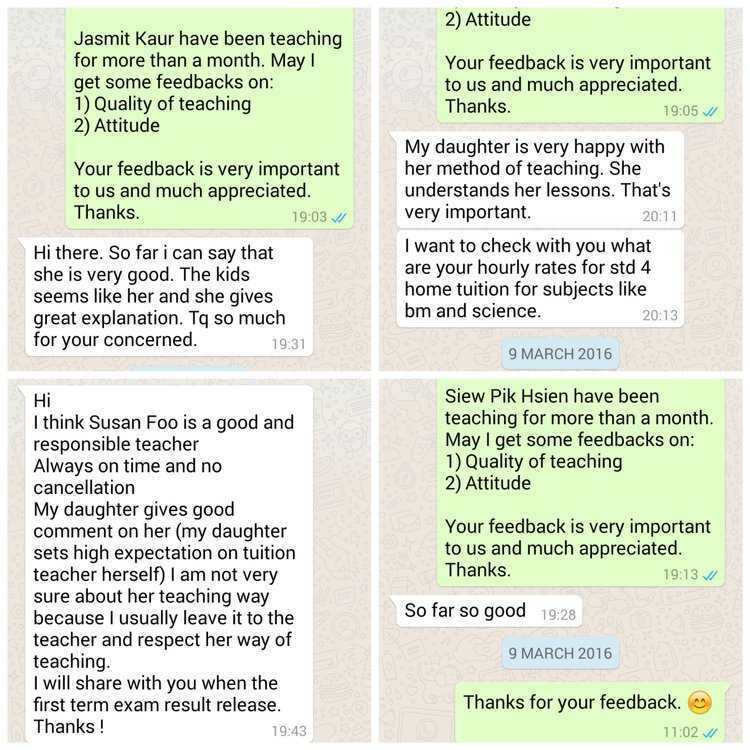 Jasmit Kaur have been teaching
for more than a month. May I
get some feedbacks on:
1) Quality of teaching
2) Attitude
Your feedback is very important
to us and much appreciated.
Thanks.
19:03
Hi there. So far i can say that
she is very good. The kids
seems like her and she gives
great explanation. Tq so much
for your concerned.
19:31
2) Attitude
Your feedback is very important
to us and much appreciated.
Thanks.
19:05
My daughter is very happy with
her method of teaching. She
understands her lessons. That's
very important.
20:11
I want to check with you what
are your hourly rates for std 4
home tuition for subjects like
bm and science.
20:13
9 MARCH 2016
Hi
I think Susan Foo is a good and
responsible teacher
Always on time and no
cancellation
My daughter gives good
comment on her (my daughter
sets high expectation on tuition
teacher herself) I am not very
sure about her teaching way
because I usually leave it to the
teacher and respect her way of
teaching.
I will share with you when the
first term exam result release.
Thanks !
19:43
Siew Pik Hsien have been
teaching for more than a month.
May I get some feedbacks on:
1) Quality of teaching
2) Attitude
Your feedback is very important
to us and much appreciated.
Thanks.
19:13
So far so good
19:28
9 MARCH 2016
Thanks for your feedback. 😊
11:02